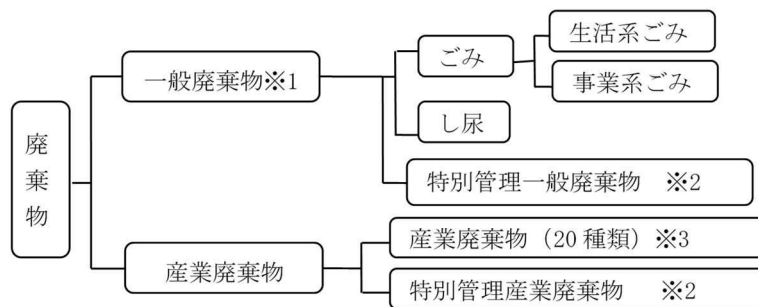 廃棄物
一般廃棄物※1
ごみ
生活系ごみ
事業系ごみ
し尿
特別管理一般廃棄物 ※2
産業廃棄物
産業廃棄物（20種類）※3
特別管理産業廃棄物 ※2